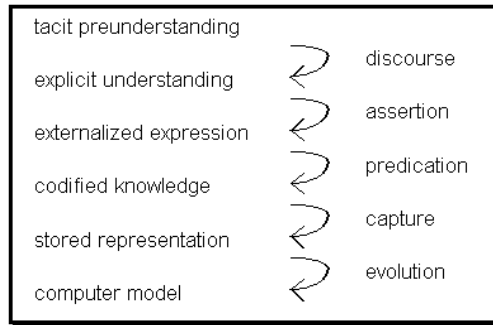 tacit preunderstanding
discourse
explicit understanding
assertion
externalized expression
predication
codified knowledge
capture
stored representation
evolution
computer model